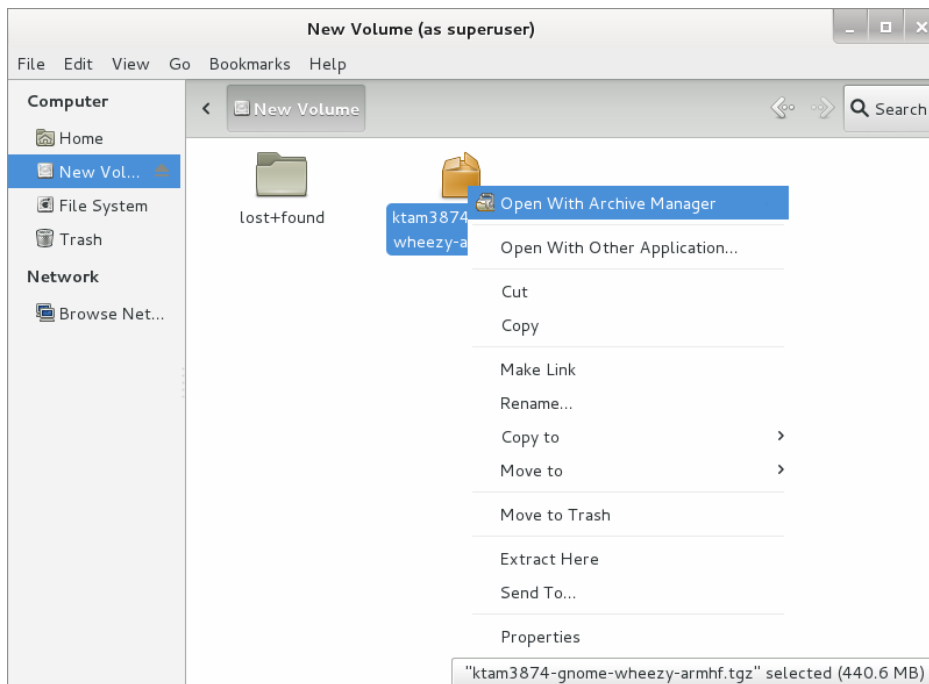 New Volume (as superuser)
File Edit View Go Bookmarks Help
Computer
Home
New Vol...
File System
Trash
Network
Browse Net...
New Volume
Search
lost+found
ktam3874
wheezy-a
Open With Archive Manager
Open With Other Application...
Cut
Copy
Make Link
Rename...
Copy to
Move to
Move to Trash
Extract Here
Send To...
Properties
"ktam3874-gnome-wheezy-armhf.tgz" selected (440.6 MB)